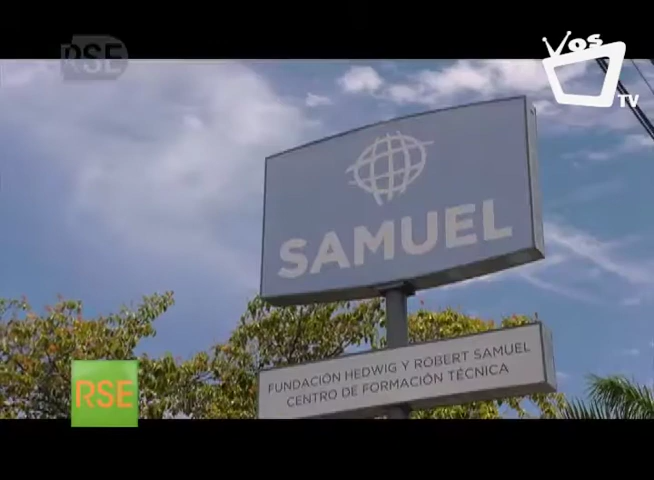 RSE
VOS
TV
SAMUEL
FUNDACIÓN HEDWIG Y ROBERT SAMUEL
CENTRO DE FORMACIÓN TÉCNICA
RSE